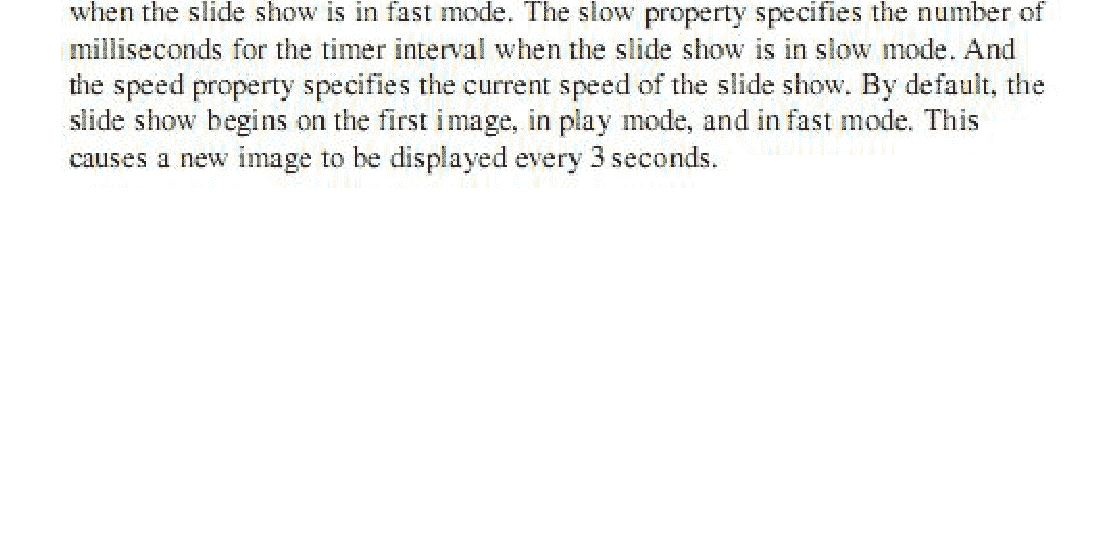 when the slide show is in fast mode. The slow property specifies the number of
milliseconds for the timer interval when the slide show is in slow mode. And
the speed property specifies the current speed of the slide show. By default, the
slide show begins on the first image, in play mode, and in fast mode. This
causes a new image to be displayed every 3 seconds.